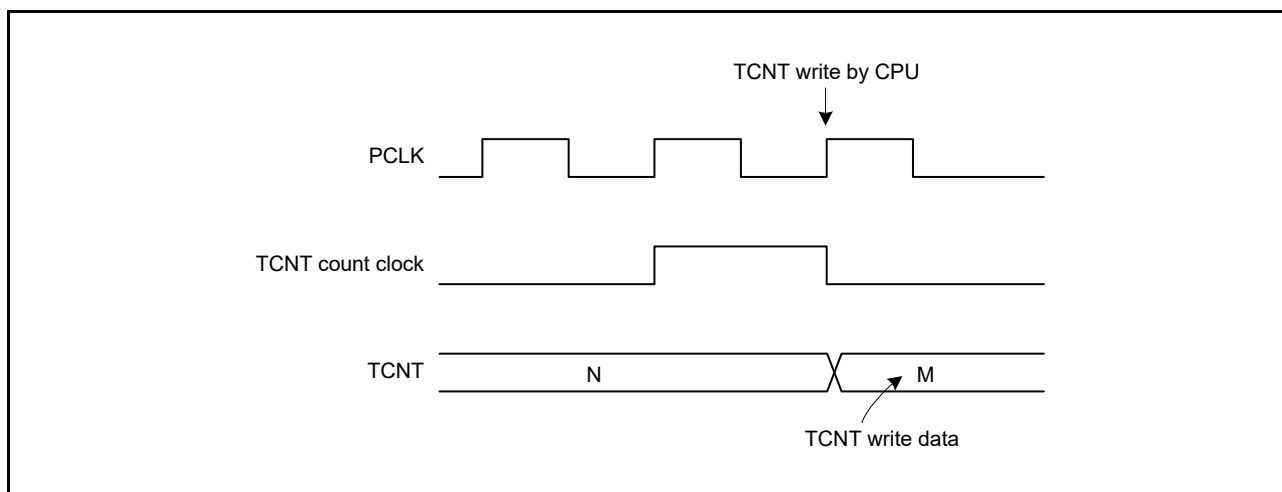 TCNT write by CPU
PCLK
TCNT count clock
TCNT
N
M
TCNT write data